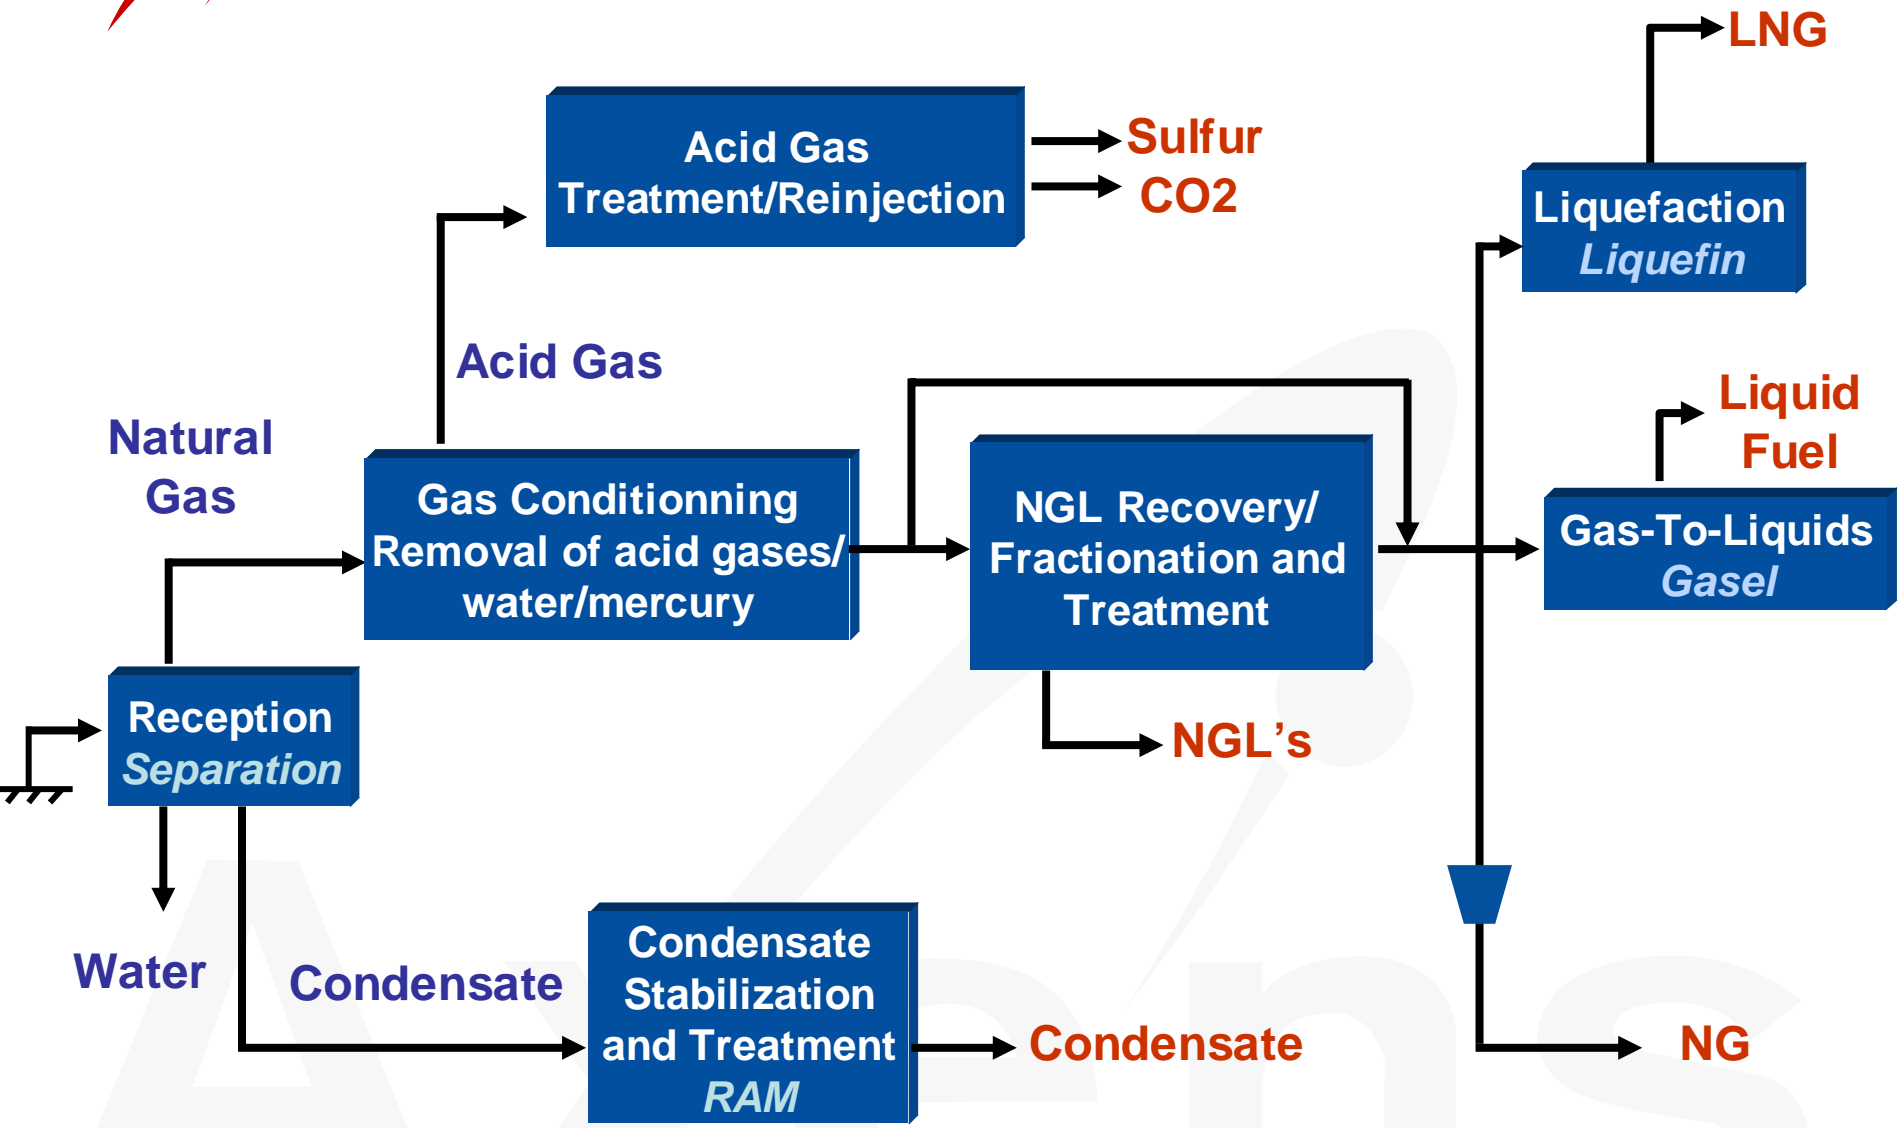 LNG
Acid Gas
Treatment/Reinjection
Sulfur
CO2
Liquefaction
Liquefin
Acid Gas
Natural
Gas
Liquid
Fuel
Gas Conditionning
Removal of acid gases/
water/mercury
NGL Recovery/
Fractionation and
Treatment
Gas-To-Liquids
Gasel
Reception
Separation
NGL’s
Water
Condensate
Condensate
Stabilization
and Treatment
RAM
Condensate
NG
Axens